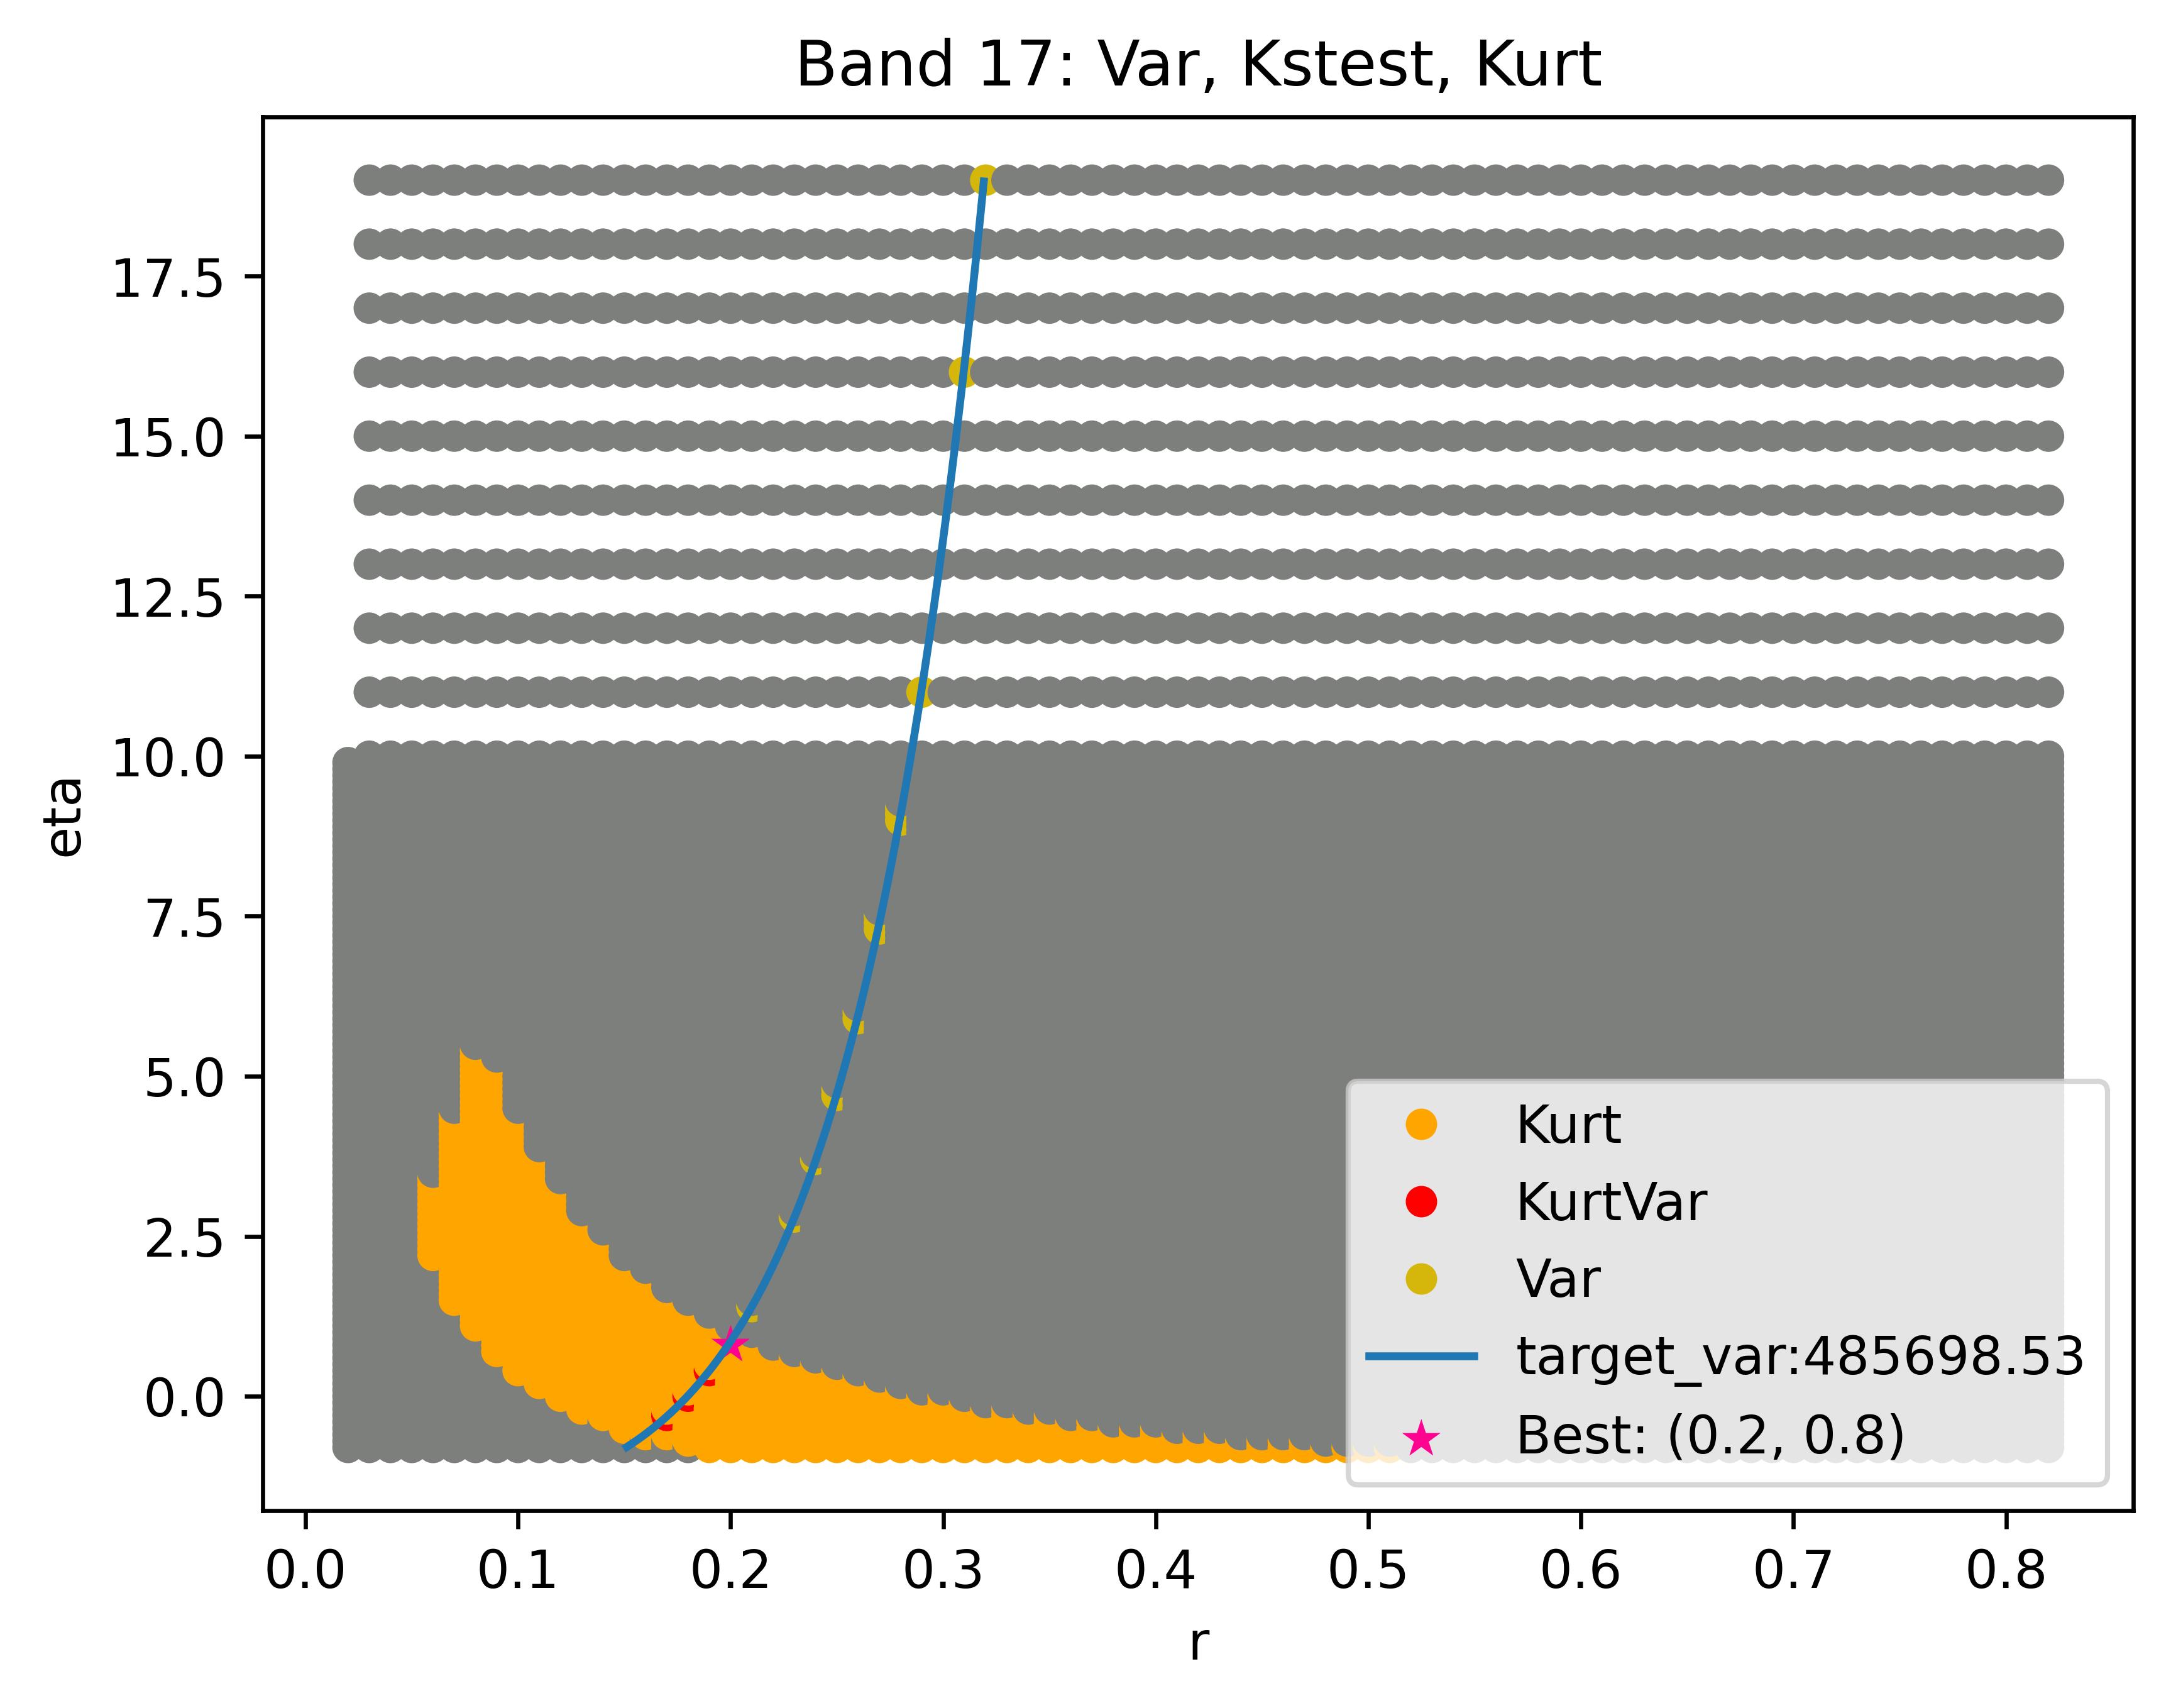 Band 17: Var, Kstest, Kurt
eta
17.5
15.0
12.5
10.0
7.5
5.0
2.5
0.0
Kurt
KurtVar
Var
target_var:485698.53
Best: (0.2, 0.8)
0.0 0.1 0.2 0.3 0.4 0.5 0.6 0.7 0.8
r